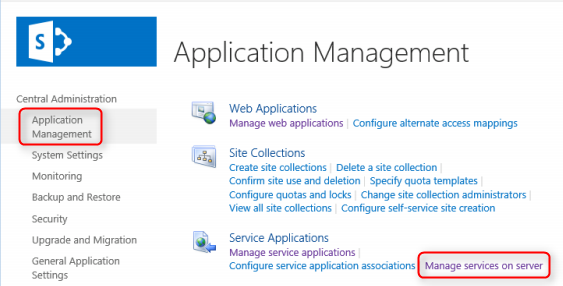 S
Application Management
Central Administration
Application
Management
System Settings
Monitoring
Backup and Restore
Security
Upgrade and Migration
General Application
Settings
Web Applications
Manage web applications | Configure alternate access mappings
Site Collections
Create site collections | Delete a site collection |
Confirm site use and deletion | Specify quota templates |
Configure quotas and locks | Change site collection administrators |
View all site collections | Configure self-service site creation
Service Applications
Manage service applications |
Configure service application associations | Manage services on server